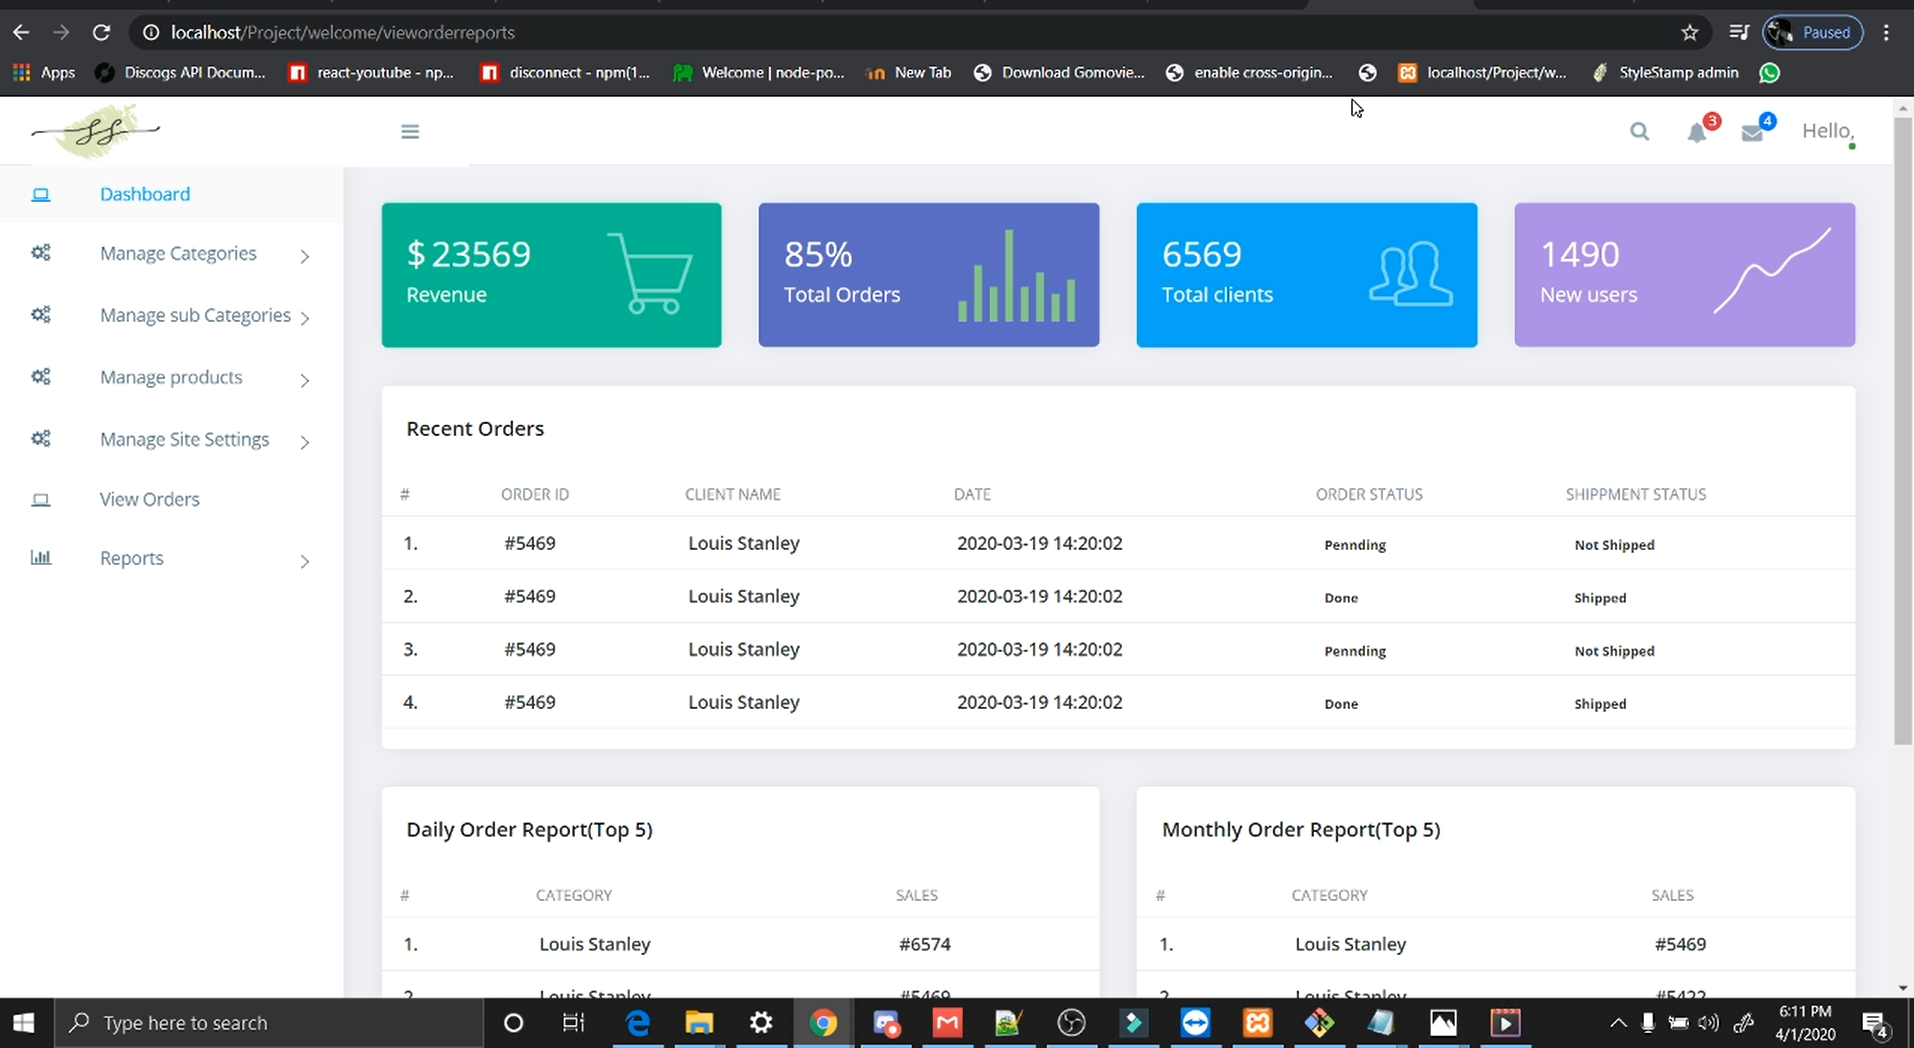 localhost/Project/welcome/vieworderreports
Paused
Apps
Discogs API Docum...
react-youtube - np...
disconnect - npm(1...
Welcome | node-po...
New Tab
Download Gomovie...
enable cross-origin...
localhost/Project/w...
StyleStamp admin
SS
3
4
Hello,
Dashboard
Manage Categories
Manage sub Categories
Manage products
Manage Site Settings
View Orders
Reports
$ 23569
Revenue
85%
Total Orders
6569
Total clients
1490
New users
Recent Orders
# ORDER ID CLIENT NAME DATE ORDER STATUS SHIPPMENT STATUS
1. #5469 Louis Stanley 2020-03-19 14:20:02 Pennding Not Shipped
2. #5469 Louis Stanley 2020-03-19 14:20:02 Done Shipped
3. #5469 Louis Stanley 2020-03-19 14:20:02 Pennding Not Shipped
4. #5469 Louis Stanley 2020-03-19 14:20:02 Done Shipped
Daily Order Report(Top 5)
# CATEGORY SALES
1. Louis Stanley #6574
2. Louis Stanley #5469
Monthly Order Report(Top 5)
# CATEGORY SALES
1. Louis Stanley #5469
2. Louis Stanley #5422
Type here to search
6:11 PM
4/1/2020
4